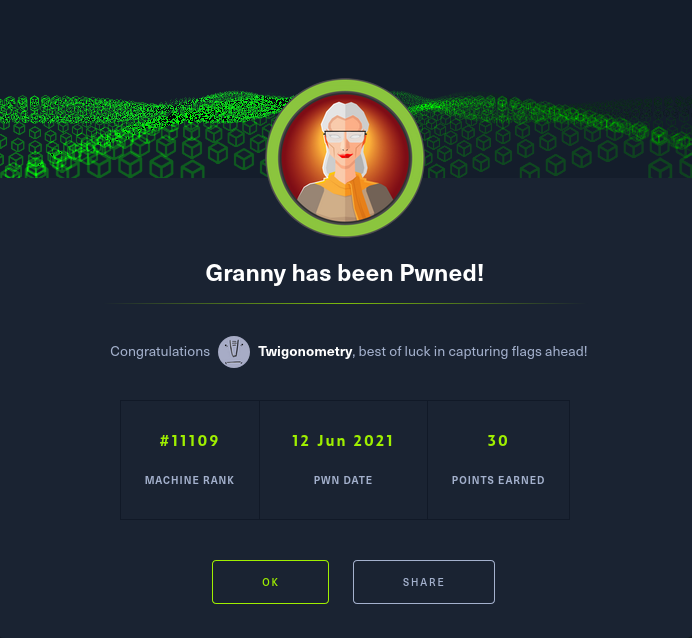 Granny has been Pwned!
Congratulations Twigonometry, best of luck in capturing flags ahead!
#11109 12 Jun 2021 30
MACHINE RANK PWN DATE POINTS EARNED
OK SHARE